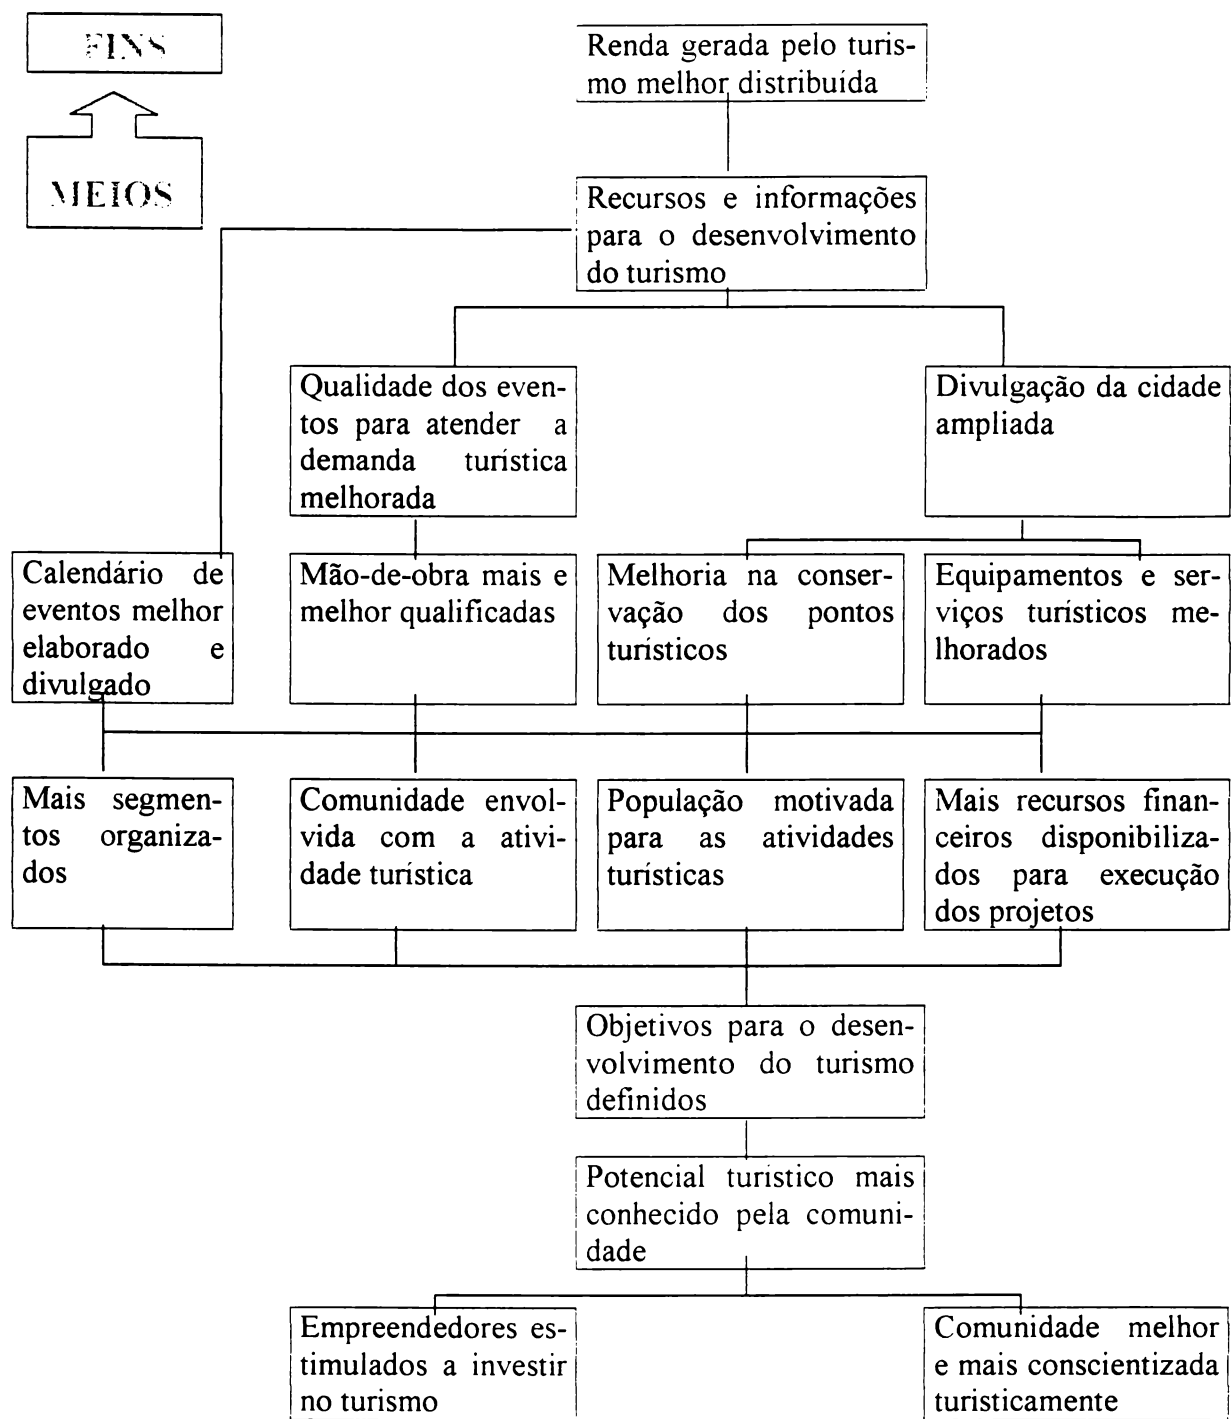 FINS
MEIOS
Renda gerada pelo turis-
mo melhor distribuída
Recursos e informações
para o desenvolvimento
do turismo
Qualidade dos even-
tos para atender a
demanda turística
melhorada
Divulgação da cidade
ampliada
Calendário de
eventos melhor
elaborado e
divulgado
Mão-de-obra mais e
melhor qualificadas
Melhoria na conser-
vação dos pontos
turísticos
Equipamentos e ser-
viços turísticos me-
lhorados
Mais segmen-
tos organiza-
dos
Comunidade envol-
vida com a ativi-
dade turística
População motivada
para as atividades
turísticas
Mais recursos finan-
ceiros disponibiliza-
dos para execução
dos projetos
Objetivos para o desen-
volvimento do turismo
definidos
Potencial turístico mais
conhecido pela comuni-
dade
Empreendedores es-
timulados a investir
no turismo
Comunidade melhor
e mais conscientizada
turisticamente